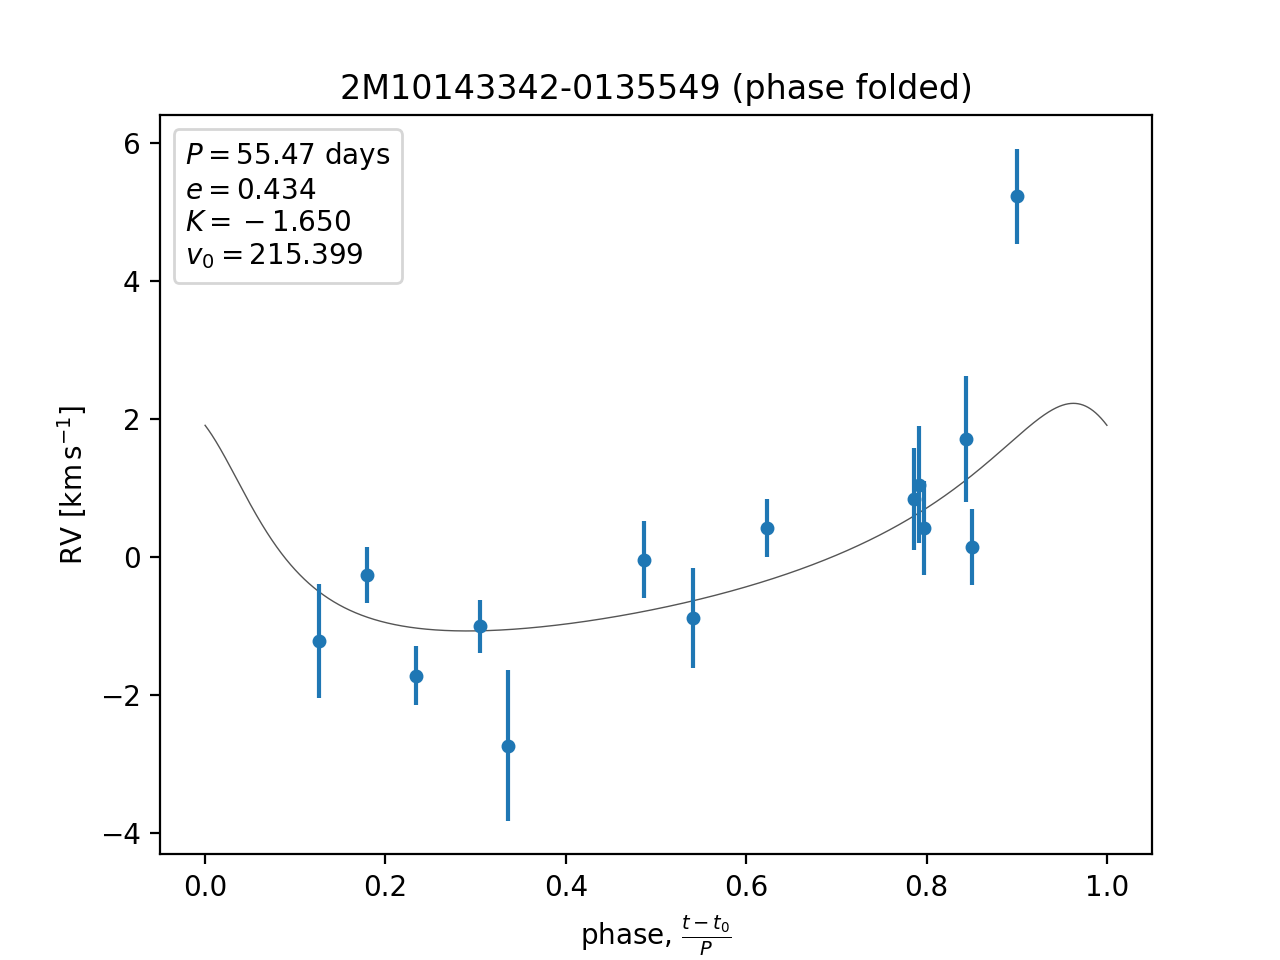 2M10143342-0135549 (phase folded)
P = 55.47 days
e = 0.434
K = −1.650
v₀ = 215.399
6
4
2
0
−2
−4
RV [km s⁻¹]
0.0 0.2 0.4 0.6 0.8 1.0
phase, (t − t₀)/P